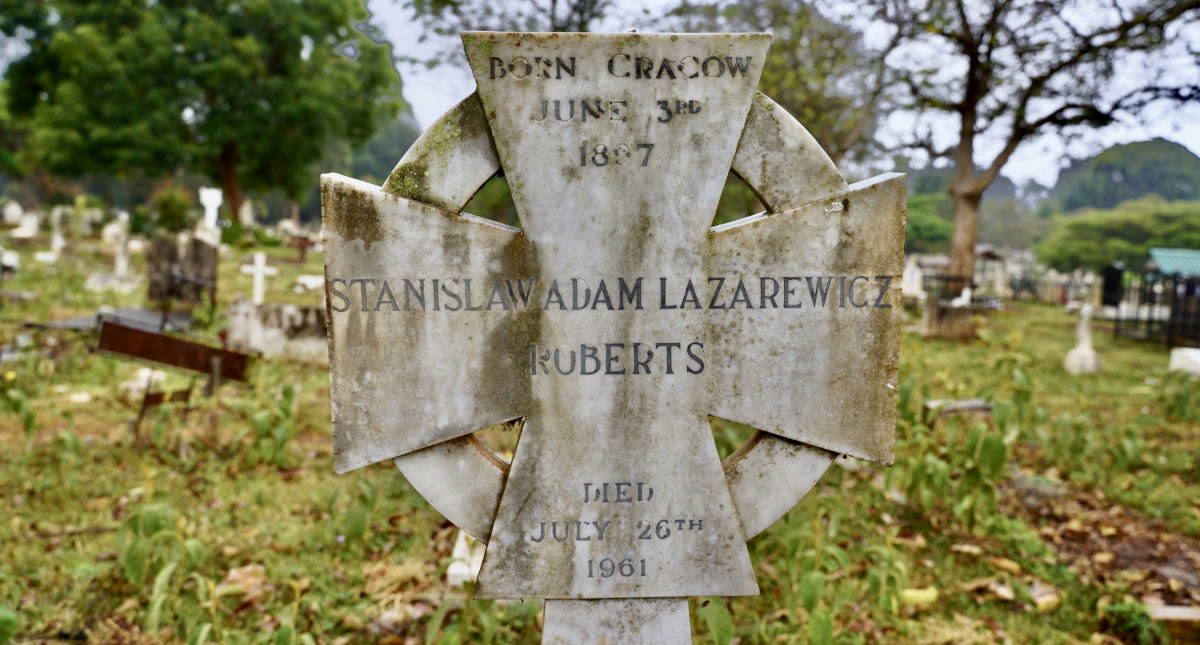 BORN CRACOW
JUNE 3RD
1897
STANISLAW ADAM LAZAREWICZ
ROBERTS
DIED
JULY 26TH
1961